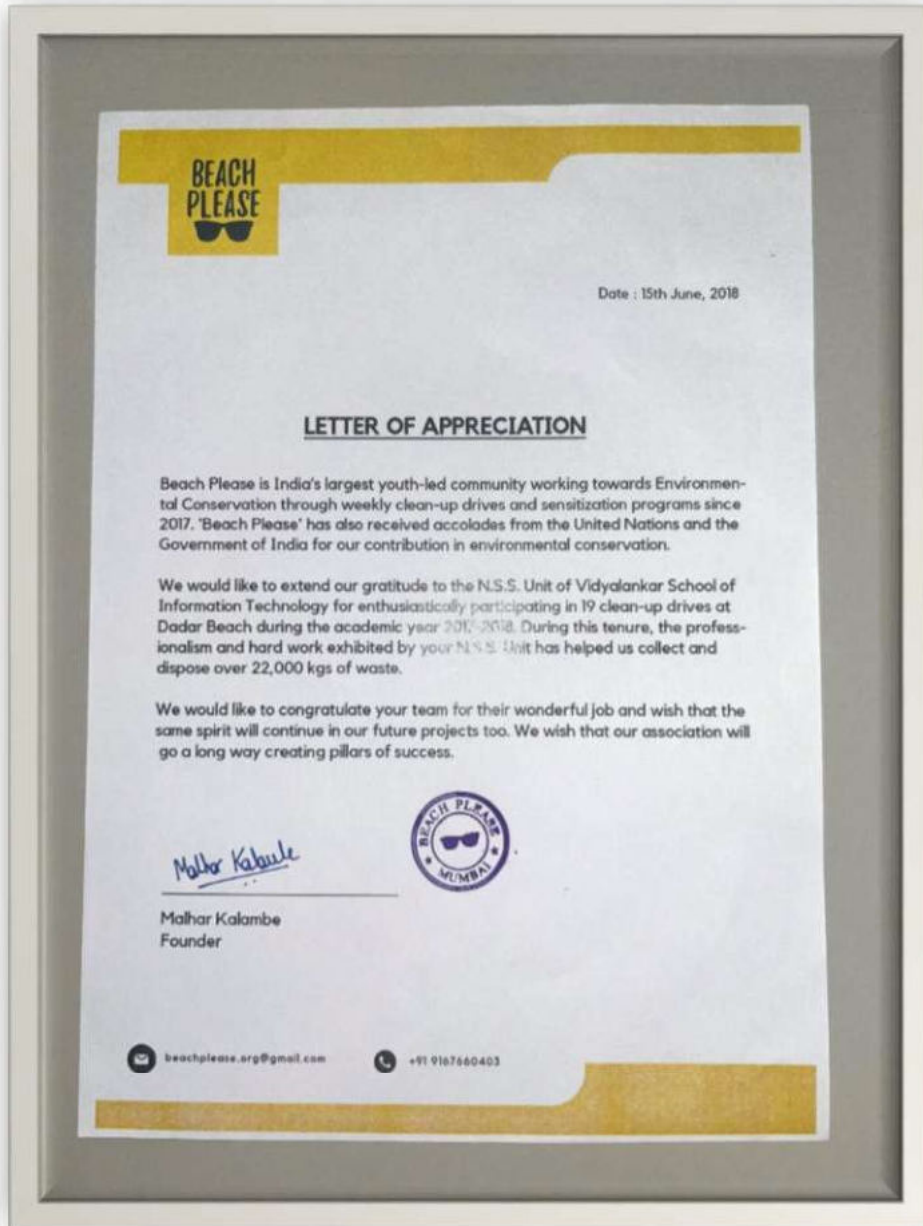 BEACH
PLEASE
Date : 15th June, 2018
LETTER OF APPRECIATION
Beach Please is India's largest youth-led community working towards Environmen-
tal Conservation through weekly clean-up drives and sensitization programs since
2017. 'Beach Please' has also received accolades from the United Nations and the
Government of India for our contribution in environmental conservation.
We would like to extend our gratitude to the N.S.S. Unit of Vidyalankar School of
Information Technology for enthusiastically participating in 19 clean-up drives at
Dadar Beach during the academic year 2017-2018. During this tenure, the profess-
ionalism and hard work exhibited by your N.S.S. Unit has helped us collect and
dispose over 22,000 kgs of waste.
We would like to congratulate your team for their wonderful job and wish that the
same spirit will continue in our future projects too. We wish that our association will
go a long way creating pillars of success.
BEACH PLEASE
MUMBAI
Malhar Kalambe
Malhar Kalambe
Founder
beachplease.org@gmail.com
+91 9167660403